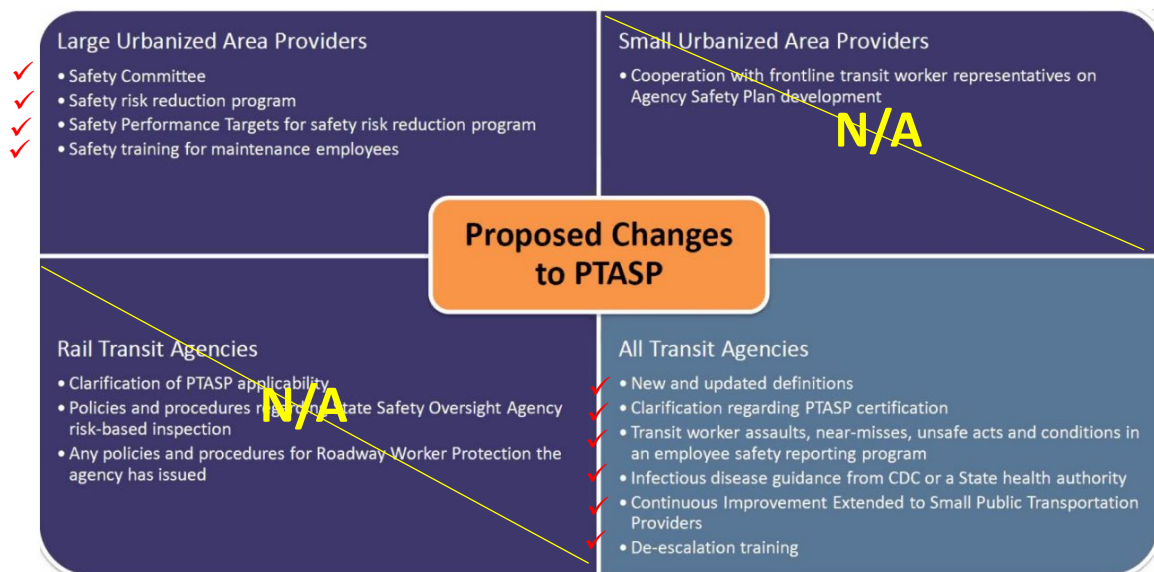 Large Urbanized Area Providers
✓ • Safety Committee
✓ • Safety risk reduction program
✓ • Safety Performance Targets for safety risk reduction program
✓ • Safety training for maintenance employees
Small Urbanized Area Providers
• Cooperation with frontline transit worker representatives on
Agency Safety Plan development
N/A
Proposed Changes
to PTASP
Rail Transit Agencies
• Clarification of PTASP applicability
• Policies and procedures regarding State Safety Oversight Agency
risk-based inspection
• Any policies and procedures for Roadway Worker Protection the
agency has issued
N/A
All Transit Agencies
✓ • New and updated definitions
✓ • Clarification regarding PTASP certification
✓ • Transit worker assaults, near-misses, unsafe acts and conditions in
an employee safety reporting program
✓ • Infectious disease guidance from CDC or a State health authority
✓ • Continuous Improvement Extended to Small Public Transportation
Providers
✓ • De-escalation training